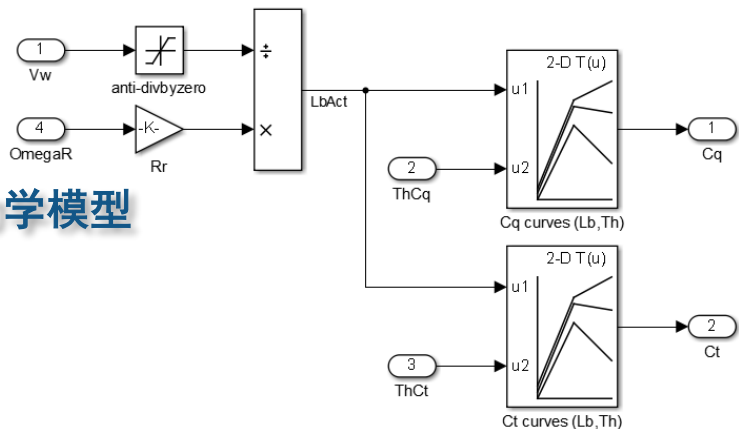 1
Vw
anti-divbyzero
÷
4
OmegaR
-K-
Rr
×
LbAct
学模型
2-D T(u)
u1
2
ThCq
u2
Cq curves (Lb,Th)
1
Cq
2-D T(u)
u1
3
ThCt
u2
Ct curves (Lb,Th)
2
Ct